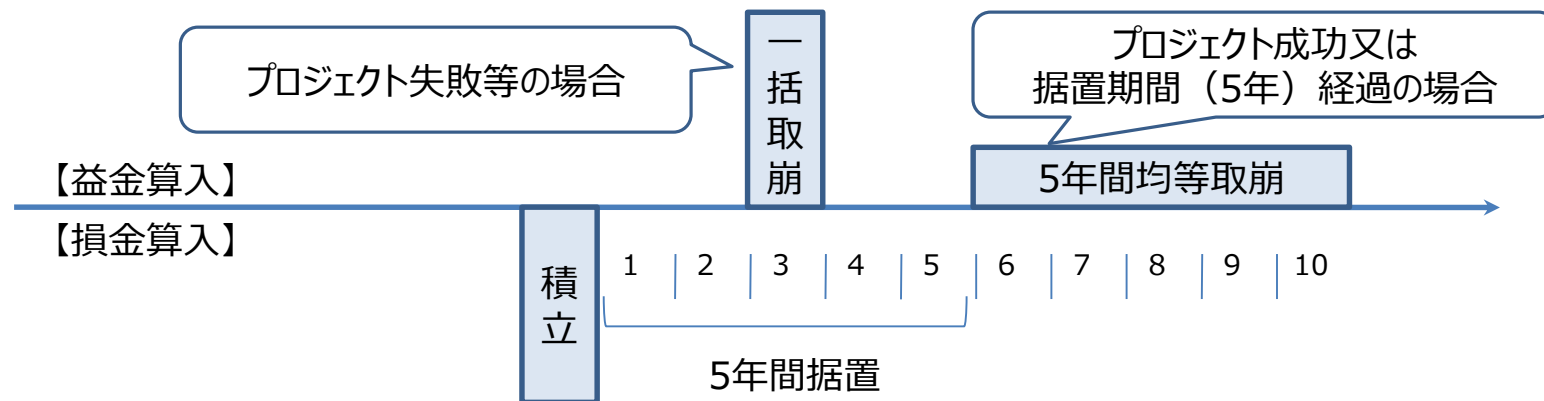 プロジェクト失敗等の場合
一括取崩
プロジェクト成功又は
据置期間（5年）経過の場合
【益金算入】
5年間均等取崩
【損金算入】
積立
1 2 3 4 5 6 7 8 9 10
5年間据置